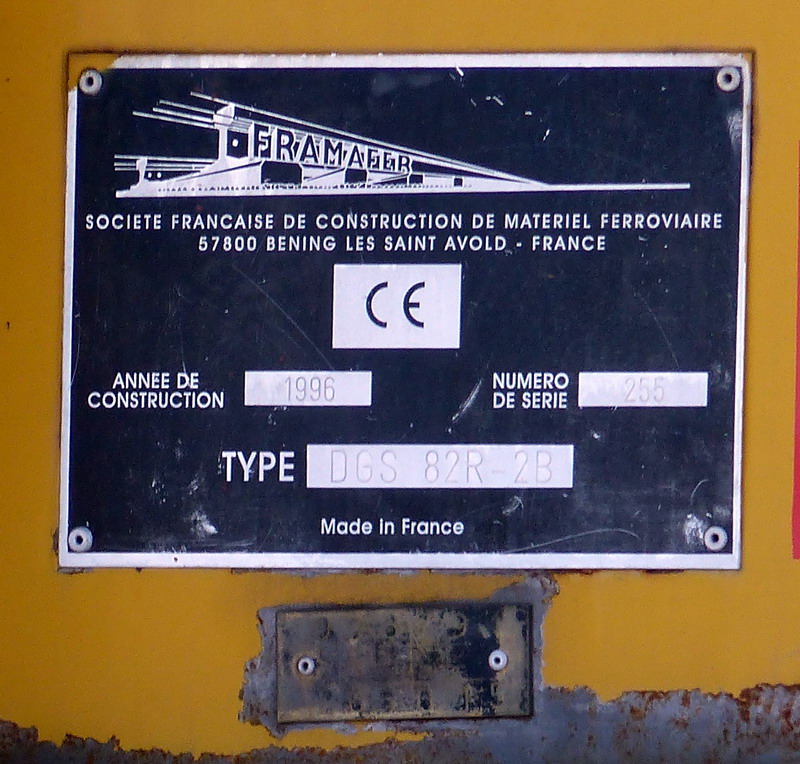 FRAMAFER
SOCIETE FRANCAISE DE CONSTRUCTION DE MATERIEL FERROVIAIRE
57800 BENING LES SAINT AVOLD - FRANCE
CE
ANNEE DE CONSTRUCTION 1996
NUMERO DE SERIE 255
TYPE DGS 82R-2B
Made in France